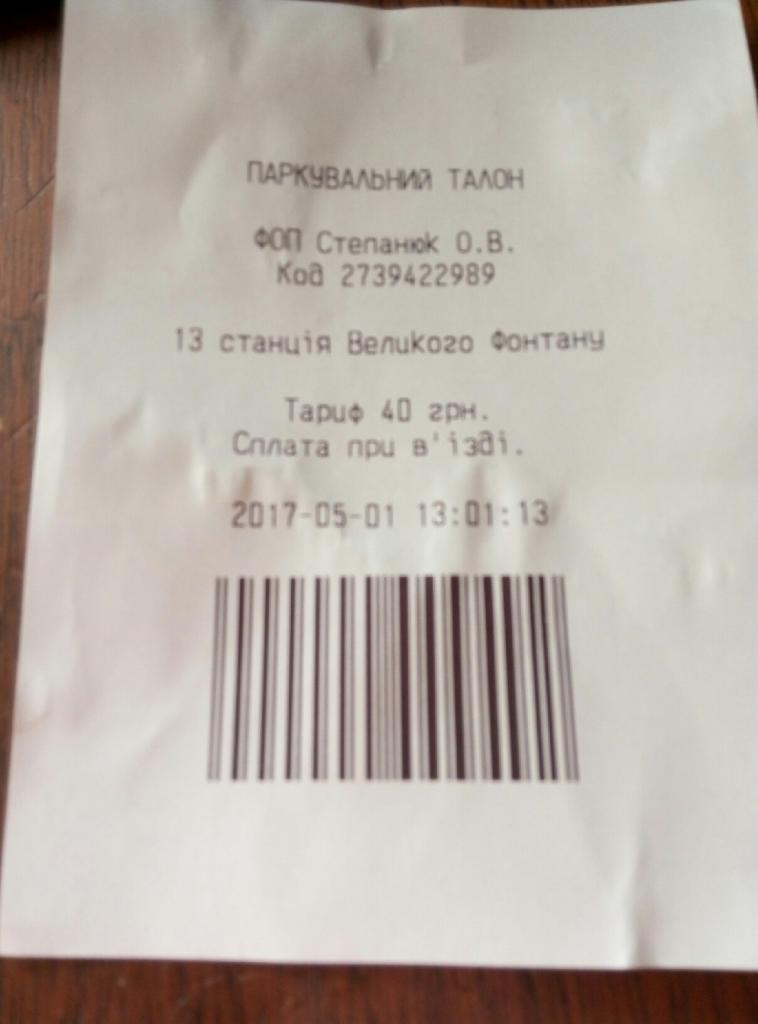 ПАРКУВАЛЬНИЙ ТАЛОН
ФОП Степанюк О.В.
Код 2739422989
13 станція Великого Фонтану
Тариф 40 грн.
Сплата при в'їзді.
2017-05-01 13:01:13